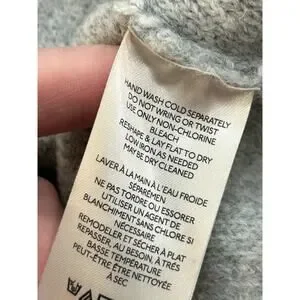 HAND WASH COLD SEPARATELY
DO NOT WRING OR TWIST
USE ONLY NON-CHLORINE
BLEACH
RESHAPE & LAY FLAT TO DRY
LOW IRON AS NEEDED
MAY BE DRY CLEANED
LAVER À LA MAIN À L'EAU FROIDE
SÉPARÉMEN
NE PAS TORDRE OU ESSORER
UTILISER UN AGENT DE
BLANCHIMENT SANS CHLORE SI
NÉCESSAIRE
REMODELER ET SÉCHER À PLAT
REPASSER, AU BESOIN, À TRÈS
BASSE TEMPÉRATURE
PEUT-ÊTRE ÊTRE NETTOYÉE
À SEC